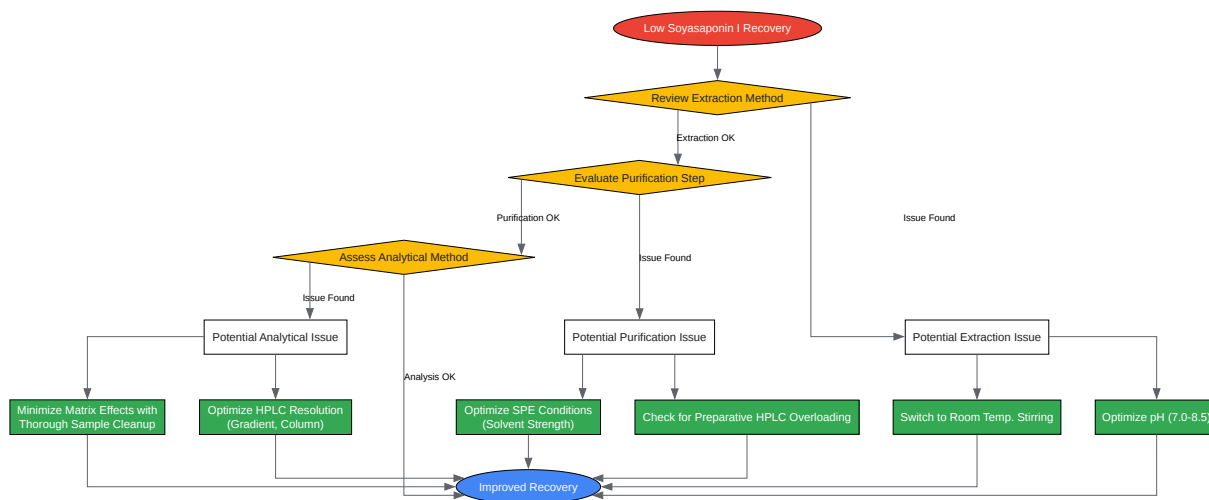 Low Soyasaponin I Recovery
Review Extraction Method
Extraction OK
Evaluate Purification Step
Purification OK
Issue Found
Assess Analytical Method
Issue Found
Issue Found
Potential Analytical Issue
Potential Purification Issue
Potential Extraction Issue
Analysis OK
Minimize Matrix Effects with
Thorough Sample Cleanup
Optimize HPLC Resolution
(Gradient, Column)
Optimize SPE Conditions
(Solvent Strength)
Check for Preparative HPLC Overloading
Switch to Room Temp. Stirring
Optimize pH (7.0-8.5)
Improved Recovery